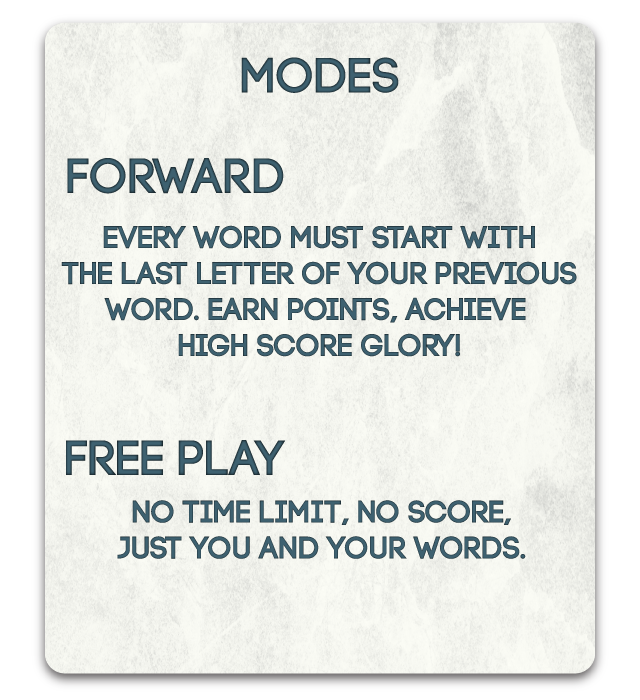 MODES
FORWARD
EVERY WORD MUST START WITH
THE LAST LETTER OF YOUR PREVIOUS
WORD. EARN POINTS, ACHIEVE
HIGH SCORE GLORY!
FREE PLAY
NO TIME LIMIT, NO SCORE,
JUST YOU AND YOUR WORDS.